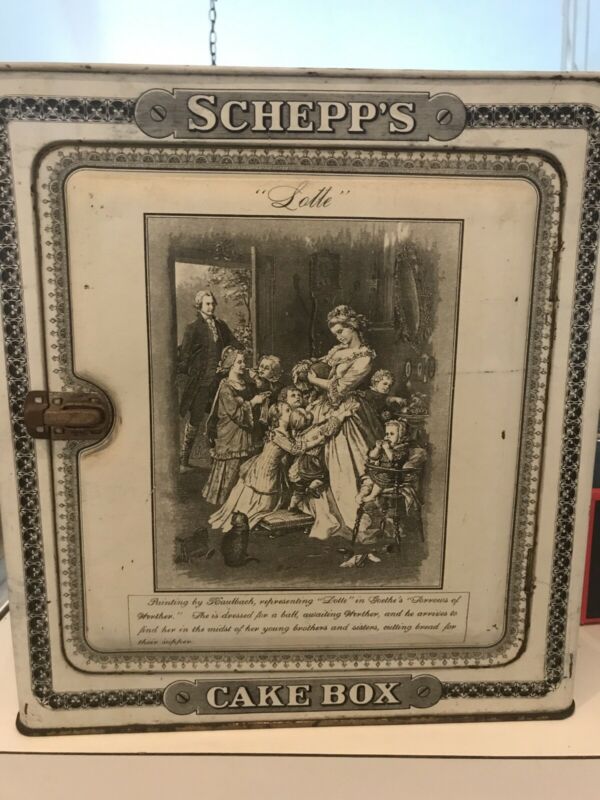 SCHEPP'S
"Lotte"
Painting by Kaulbach, representing "Lotte" in Goethe's "Sorrows of
Werther." She is dressed for a ball, awaiting Werther, and he arrives to
find her in the midst of her young brothers and sisters, cutting bread for
their supper.
CAKE BOX